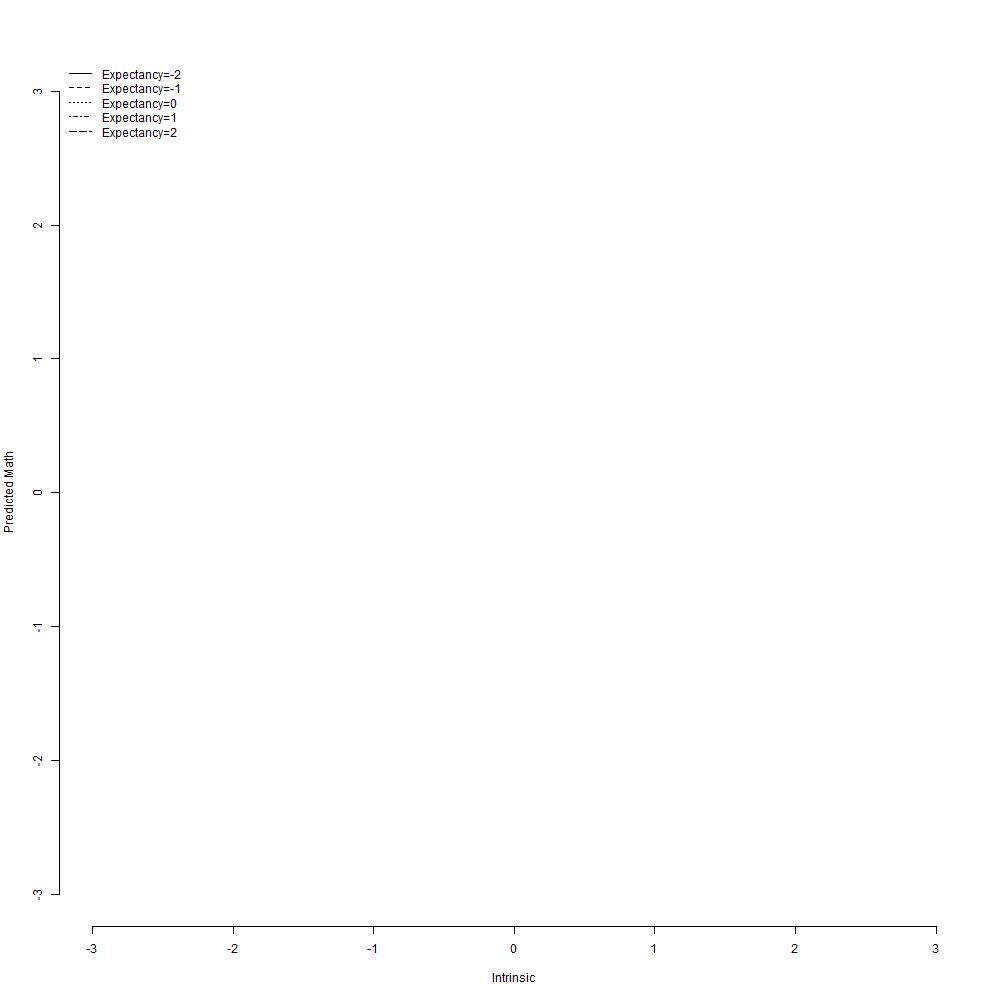 Expectancy=-2
Expectancy=-1
Expectancy=0
Expectancy=1
Expectancy=2
3
2
1
0
-1
-2
-3
Predicted Math
-3 -2 -1 0 1 2 3
Intrinsic